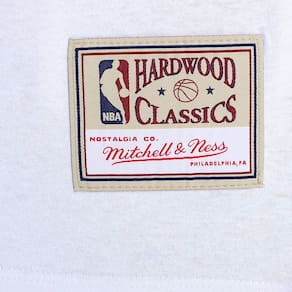 HARDWOOD
CLASSICS
NBA
NOSTALGIA CO.
Mitchell & Ness
PHILADELPHIA, PA